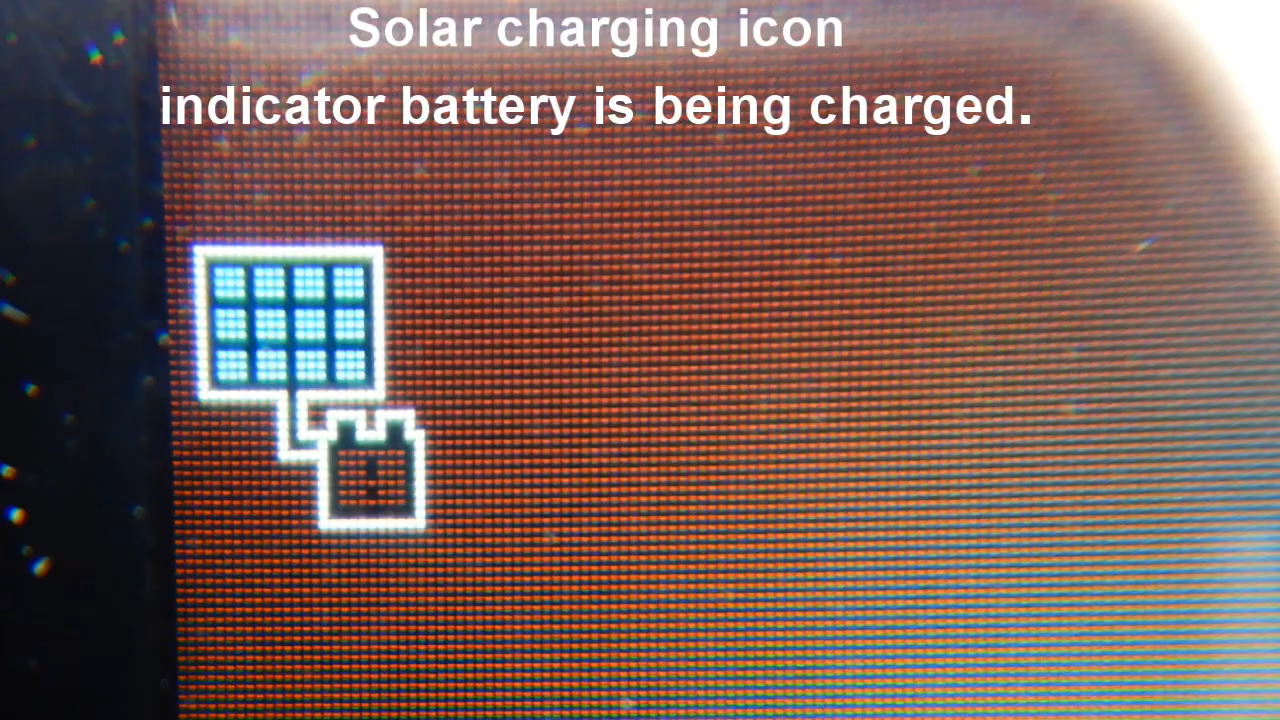 Solar charging icon
indicator battery is being charged.